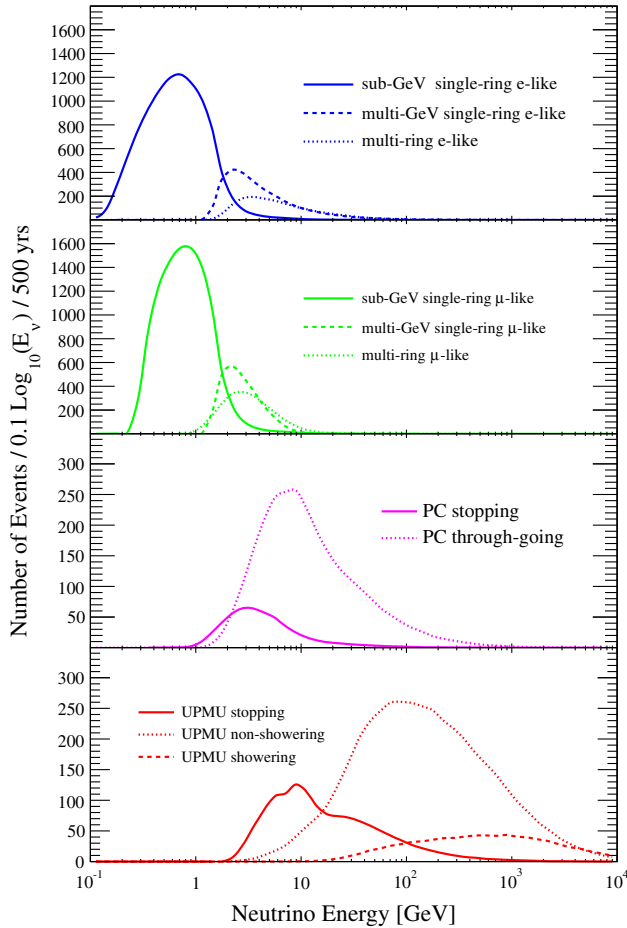 1800
1600
1400
1200
1000
800
600
400
200
sub-GeV single-ring e-like
multi-GeV single-ring e-like
multi-ring e-like
1600
1400
1200
1000
800
600
400
200
sub-GeV single-ring μ-like
multi-GeV single-ring μ-like
multi-ring μ-like
300
250
200
150
100
50
PC stopping
PC through-going
300
250
200
150
100
50
0
UPMU stopping
UPMU non-showering
UPMU showering
10⁻¹ 1 10 10² 10³ 10⁴
Neutrino Energy [GeV]
Number of Events / 0.1 Log₁₀(E_ν) / 500 yrs